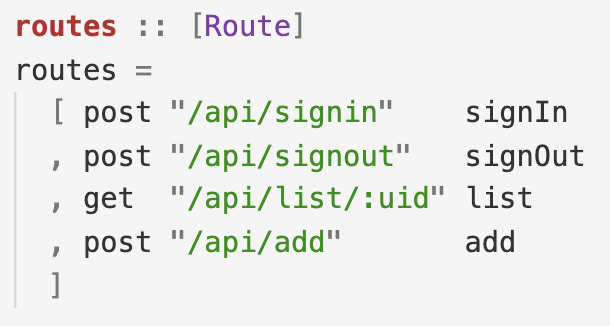 routes :: [Route]
routes =
  [ post "/api/signin"    signIn
  , post "/api/signout"   signOut
  , get  "/api/list/:uid" list
  , post "/api/add"       add
  ]